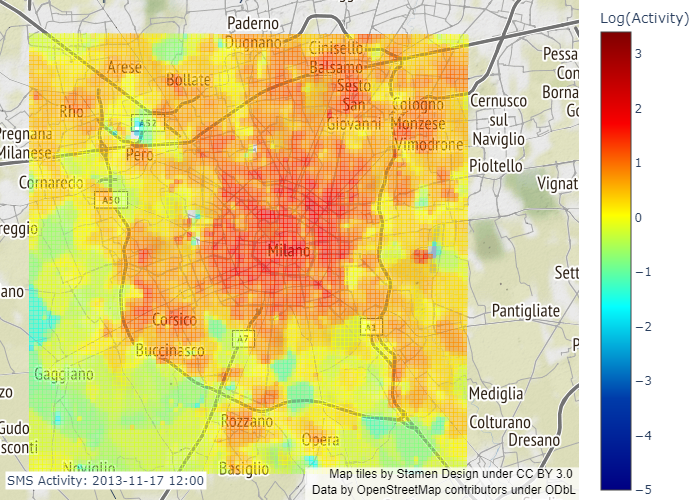 Log(Activity)
Paderno
Dugnano
Cinisello
Balsamo
Arese
Bollate
Sesto
San
Giovanni
Rho
Cologno
Monzese
Pessa
Con
Borna
Cernusco
sul
Naviglio
A52
Pregnana
Milanese
Pero
Vimodrone
Pioltello
Cornaredo
Vignat
A50
reggio
Milano
Sett
ano
Pantigliate
Corsico
A1
A7
Buccinasco
P
Gaggiano
zo
Mediglia
Rozzano
Gudo
sconti
Opera
Colturano
Dresano
Noviglio
Basiglio
SMS Activity: 2013-11-17 12:00
Map tiles by Stamen Design under CC BY 3.0
Data by OpenStreetMap contributors under ODbL
3
2
1
0
−1
−2
−3
−4
−5